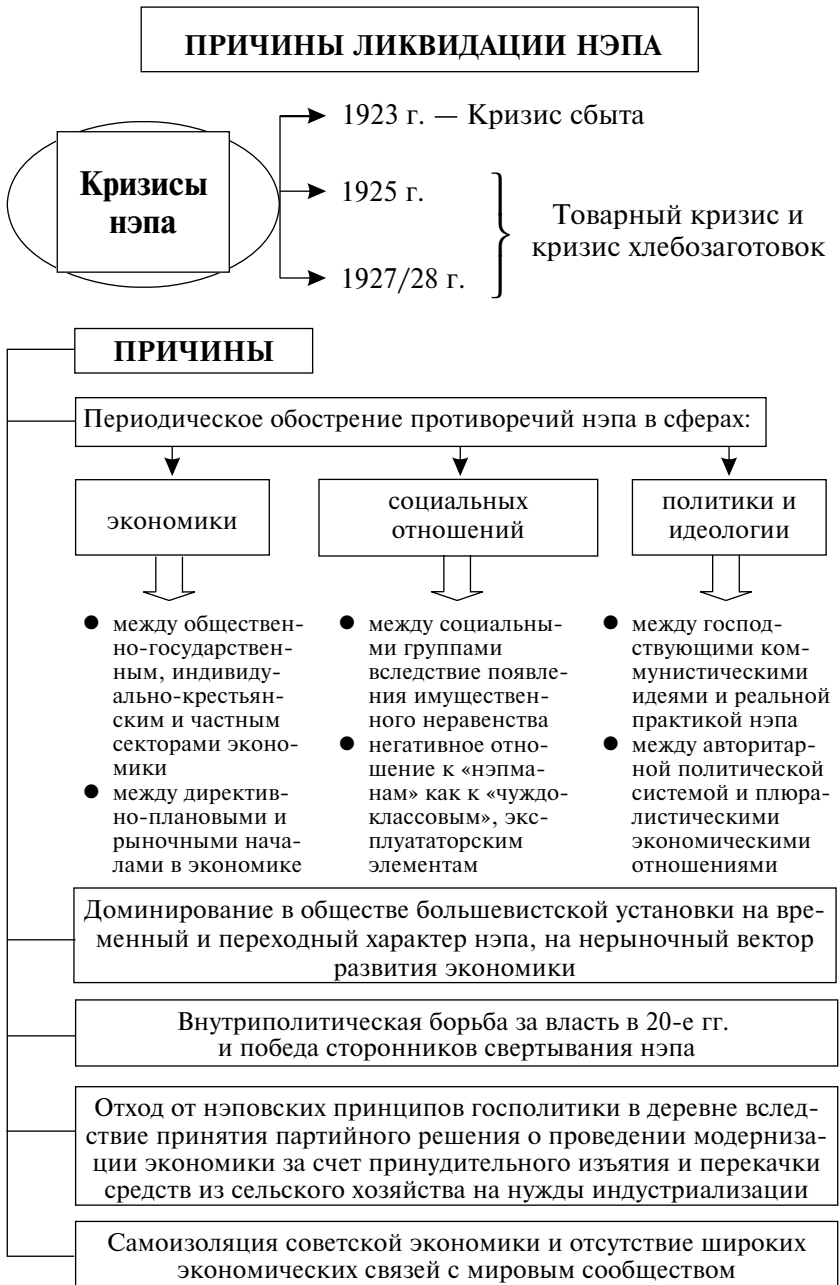 ПРИЧИНЫ ЛИКВИДАЦИИ НЭПА
Кризисы
нэпа
1923 г. — Кризис сбыта
1925 г.
1927/28 г.
Товарный кризис и
кризис хлебозаготовок
ПРИЧИНЫ
Периодическое обострение противоречий нэпа в сферах:
экономики
социальных
отношений
политики и
идеологии
● между обществен-
но-государствен-
ным, индивиду-
ально-крестьян-
ским и частным
секторами эконо-
мики
● между директив-
но-плановыми и
рыночными нача-
лами в экономике
● между социальны-
ми группами
вследствие появле-
ния имуществен-
ного неравенства
● негативное отно-
шение к «нэпма-
нам» как к «чуждо-
классовым», экс-
плуататорским
элементам
● между господ-
ствующими ком-
мунистическими
идеями и реальной
практикой нэпа
● между авторитар-
ной политической
системой и плюра-
листическими
экономическими
отношениями
Доминирование в обществе большевистской установки на вре-
менный и переходный характер нэпа, на нерыночный вектор
развития экономики
Внутриполитическая борьба за власть в 20-е гг.
и победа сторонников свертывания нэпа
Отход от нэповских принципов госполитики в деревне вслед-
ствие принятия партийного решения о проведении модерниза-
ции экономики за счет принудительного изъятия и перекачки
средств из сельского хозяйства на нужды индустриализации
Самоизоляция советской экономики и отсутствие широких
экономических связей с мировым сообществом